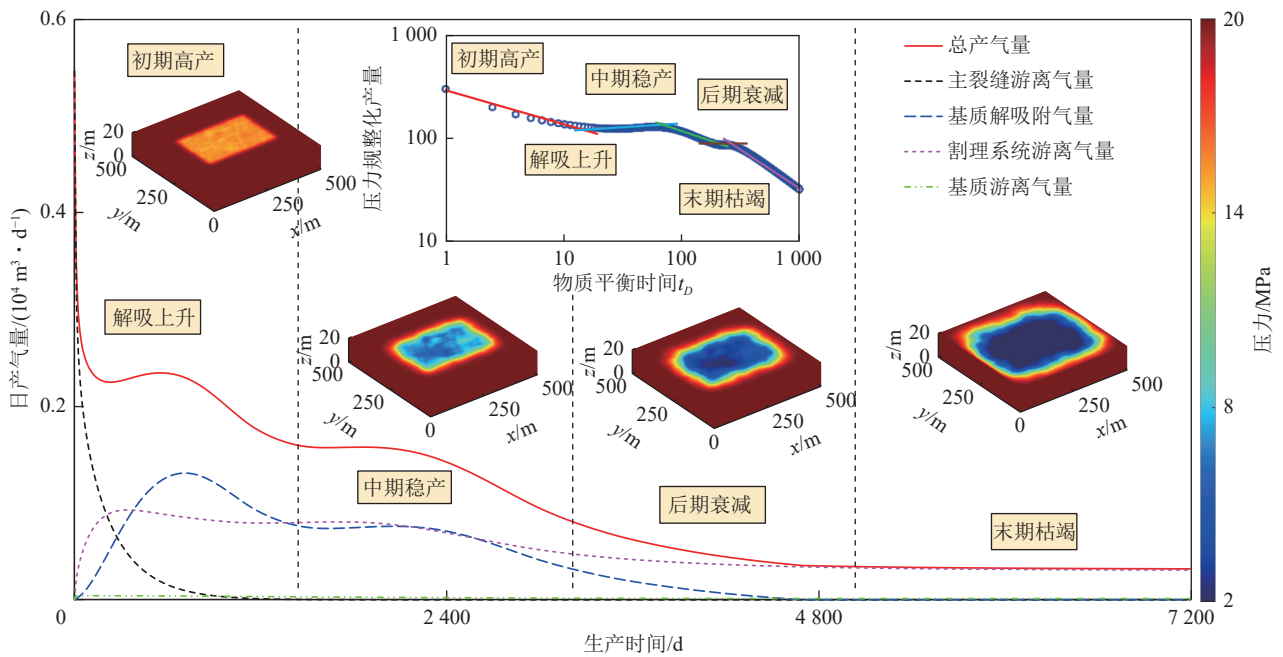 0.6
0.4
0.2
0
日产气量/(10⁴ m³·d⁻¹)
0
2 400
4 800
7 200
生产时间/d
初期高产
z/m
20
0
500
250
y/m
0
250
x/m
500
解吸上升
1 000
100
10
压力规整化产量
1
10
100
1 000
物质平衡时间t_D
初期高产
中期稳产
后期衰减
解吸上升
末期枯竭
总产气量
主裂缝游离气量
基质解吸附气量
割理系统游离气量
基质游离气量
20
14
8
2
压力/MPa
z/m
20
0
500
250
y/m
0
250
x/m
500
中期稳产
z/m
20
0
500
250
y/m
0
250
x/m
500
后期衰减
z/m
20
0
500
250
y/m
0
250
x/m
500
末期枯竭